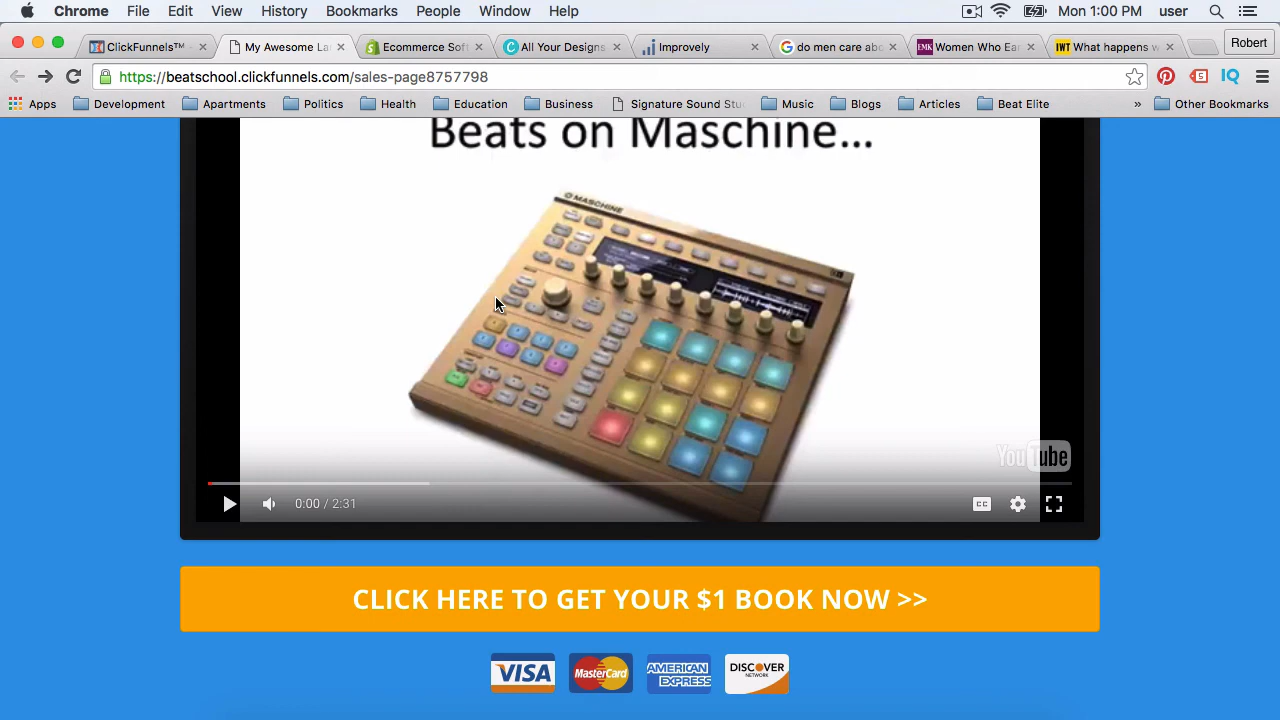 Chrome File Edit View History Bookmarks People Window Help Mon 1:00 PM user
ClickFunnels™ My Awesome La Ecommerce Soft All Your Designs Improvely do men care abo Women Who Ear What happens w Robert
https://beatschool.clickfunnels.com/sales-page8757798 5 IQ
Apps Development Apartments Politics Health Education Business Signature Sound Stu Music Blogs Articles Beat Elite » Other Bookmarks
Beats on Maschine...
MASCHINE
YouTube
0:00 / 2:31 CC
CLICK HERE TO GET YOUR $1 BOOK NOW >>
VISA MasterCard AMERICAN EXPRESS DISCOVER NETWORK